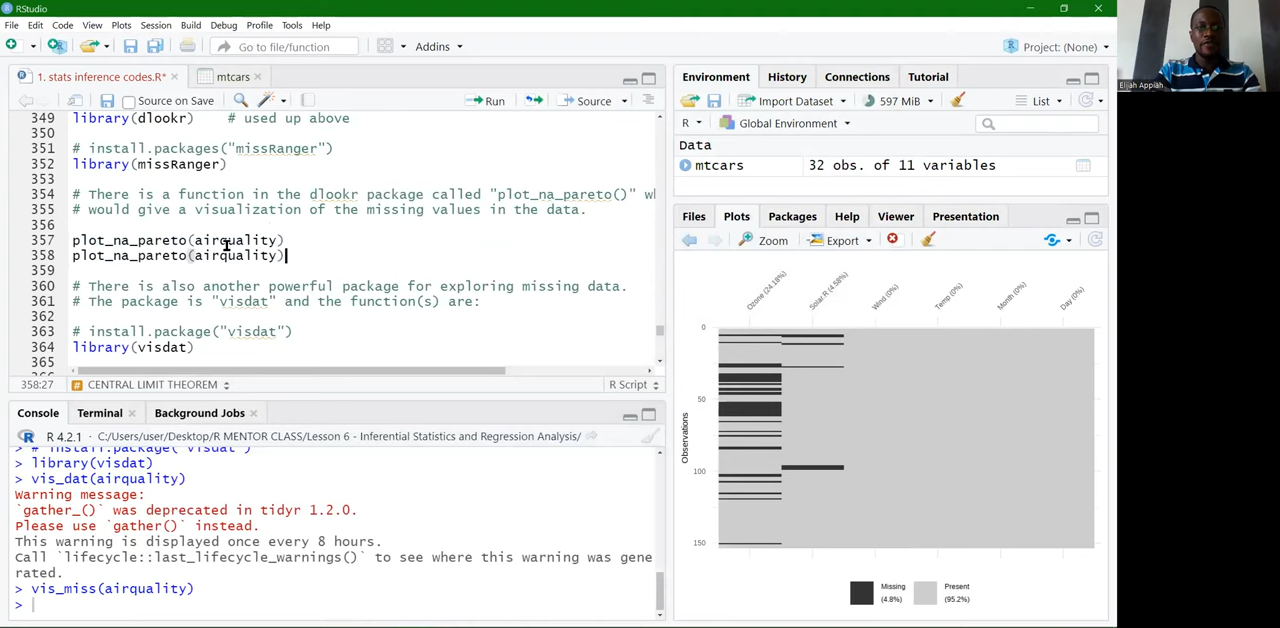 RStudio
File Edit Code View Plots Session Build Debug Profile Tools Help
Go to file/function Addins Project: (None)
1. stats inference codes.R* mtcars
Source on Save Run Source
349 library(dlookr) # used up above
350
351 # install.packages("missRanger")
352 library(missRanger)
353
354 # There is a function in the dlookr package called "plot_na_pareto()" wh
355 # would give a visualization of the missing values in the data.
356
357 plot_na_pareto(airquality)
358 plot_na_pareto(airquality)
359
360 # There is also another powerful package for exploring missing data.
361 # The package is "visdat" and the function(s) are:
362
363 # install.package("visdat")
364 library(visdat)
365
358:27 CENTRAL LIMIT THEOREM R Script
Console Terminal Background Jobs
R 4.2.1 · C:/Users/user/Desktop/R MENTOR CLASS/Lesson 6 - Inferential Statistics and Regression Analysis/
> # install.package("visdat")
> library(visdat)
> vis_dat(airquality)
Warning message:
`gather_()` was deprecated in tidyr 1.2.0.
Please use `gather()` instead.
This warning is displayed once every 8 hours.
Call `lifecycle::last_lifecycle_warnings()` to see where this warning was gene
rated.
> vis_miss(airquality)
>
Environment History Connections Tutorial
Import Dataset 597 MiB List
R Global Environment
Data
mtcars 32 obs. of 11 variables
Files Plots Packages Help Viewer Presentation
Zoom Export
Ozone (24.18%) Solar.R (4.58%) Wind (0%) Temp (0%) Month (0%) Day (0%)
0
50
100
150
Observations
Missing (4.8%)
Present (95.2%)
Elijah Appiah